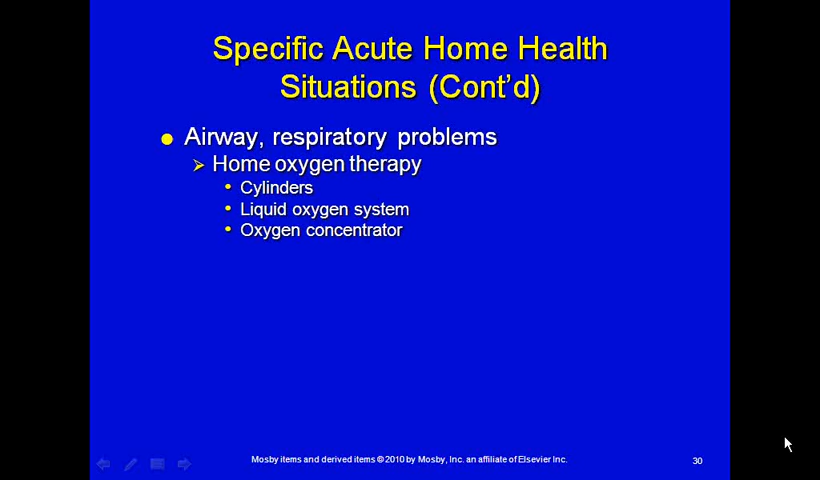 Specific Acute Home Health
Situations (Cont’d)
Airway, respiratory problems
Home oxygen therapy
Cylinders
Liquid oxygen system
Oxygen concentrator
Mosby items and derived items © 2010 by Mosby, Inc. an affiliate of Elsevier Inc.
30